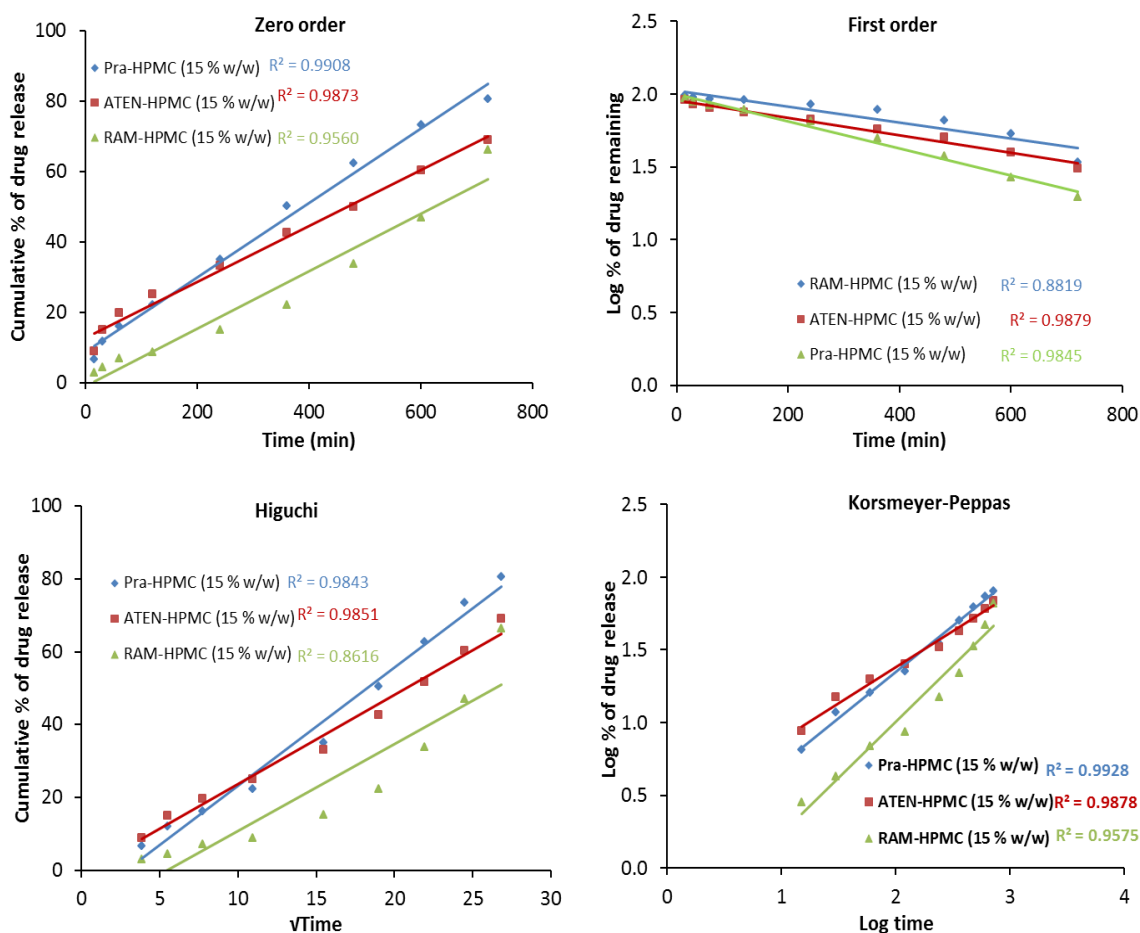 Zero order
Cumulative % of drug release
100
80
60
40
20
0
Pra-HPMC (15 % w/w) R² = 0.9908
ATEN-HPMC (15 % w/w) R² = 0.9873
RAM-HPMC (15 % w/w) R² = 0.9560
0 200 400 600 800
Time (min)
First order
Log % of drug remaining
2.5
2.0
1.5
1.0
0.5
0.0
RAM-HPMC (15 % w/w) R² = 0.8819
ATEN-HPMC (15 % w/w) R² = 0.9879
Pra-HPMC (15 % w/w) R² = 0.9845
0 200 400 600 800
Time (min)
Higuchi
Cumulative % of drug release
100
80
60
40
20
0
Pra-HPMC (15 % w/w) R² = 0.9843
ATEN-HPMC (15 % w/w) R² = 0.9851
RAM-HPMC (15 % w/w) R² = 0.8616
0 5 10 15 20 25 30
√Time
Korsmeyer-Peppas
Log % of drug release
2.5
2.0
1.5
1.0
0.5
0.0
Pra-HPMC (15 % w/w) R² = 0.9928
ATEN-HPMC (15 % w/w) R² = 0.9878
RAM-HPMC (15 % w/w) R² = 0.9575
0 1 2 3 4
Log time